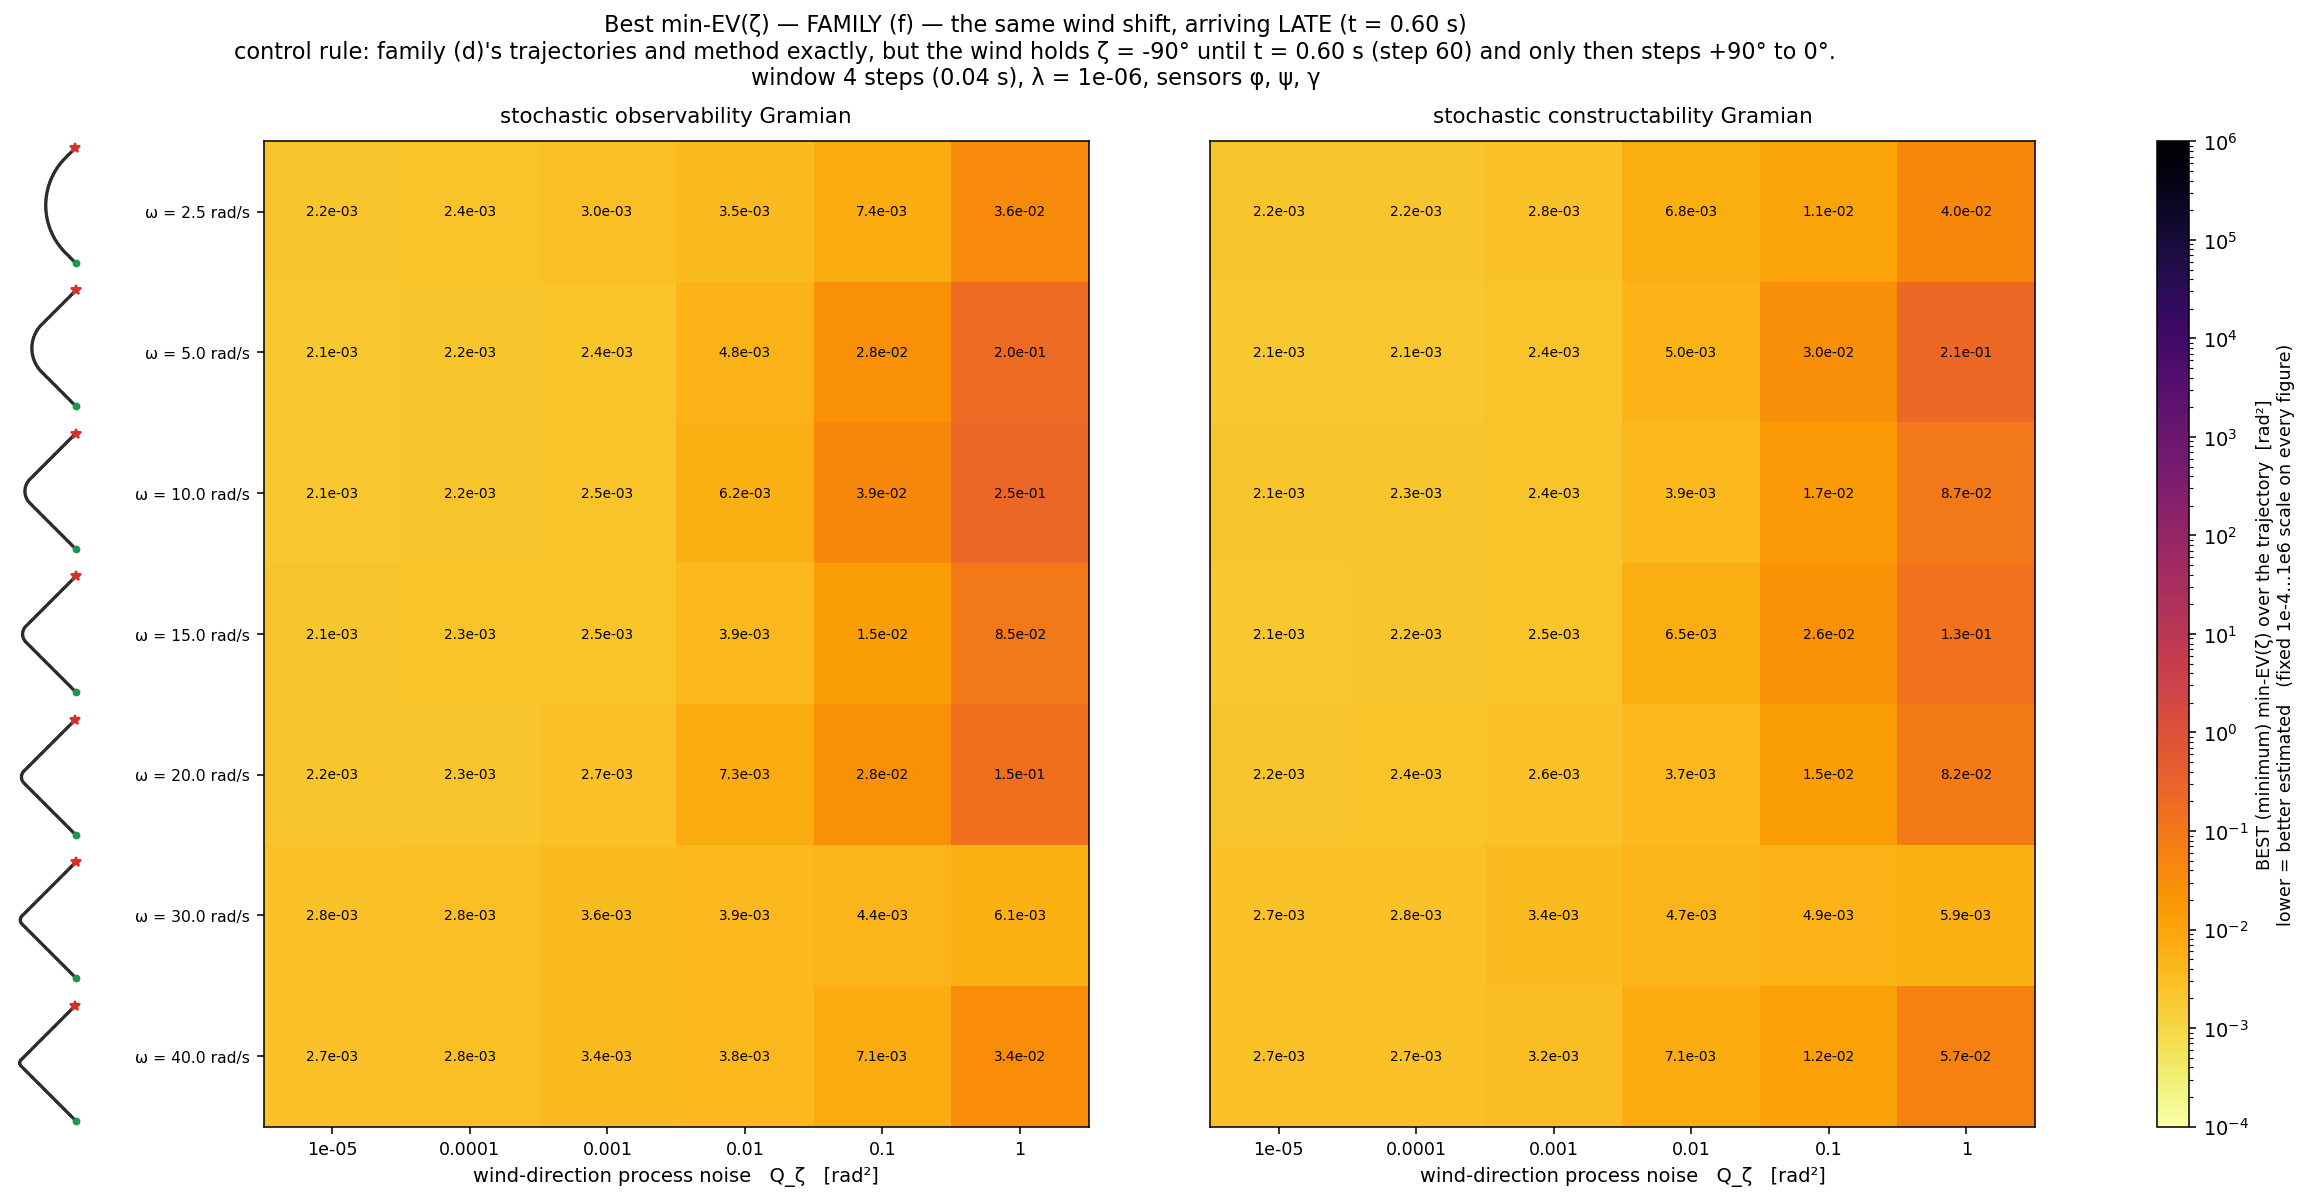 Best min-EV(ζ) — FAMILY (f) — the same wind shift, arriving LATE (t = 0.60 s)
control rule: family (d)'s trajectories and method exactly, but the wind holds ζ = -90° until t = 0.60 s (step 60) and only then steps +90° to 0°.
window 4 steps (0.04 s), λ = 1e-06, sensors φ, ψ, γ
stochastic observability Gramian
ω = 2.5 rad/s 2.2e-03 2.4e-03 3.0e-03 3.5e-03 7.4e-03 3.6e-02
ω = 5.0 rad/s 2.1e-03 2.2e-03 2.4e-03 4.8e-03 2.8e-02 2.0e-01
ω = 10.0 rad/s 2.1e-03 2.2e-03 2.5e-03 6.2e-03 3.9e-02 2.5e-01
ω = 15.0 rad/s 2.1e-03 2.3e-03 2.5e-03 3.9e-03 1.5e-02 8.5e-02
ω = 20.0 rad/s 2.2e-03 2.3e-03 2.7e-03 7.3e-03 2.8e-02 1.5e-01
ω = 30.0 rad/s 2.8e-03 2.8e-03 3.6e-03 3.9e-03 4.4e-03 6.1e-03
ω = 40.0 rad/s 2.7e-03 2.8e-03 3.4e-03 3.8e-03 7.1e-03 3.4e-02
1e-05 0.0001 0.001 0.01 0.1 1
wind-direction process noise Q_ζ [rad²]
stochastic constructability Gramian
2.2e-03 2.2e-03 2.8e-03 6.8e-03 1.1e-02 4.0e-02
2.1e-03 2.1e-03 2.4e-03 5.0e-03 3.0e-02 2.1e-01
2.1e-03 2.3e-03 2.4e-03 3.9e-03 1.7e-02 8.7e-02
2.1e-03 2.2e-03 2.5e-03 6.5e-03 2.6e-02 1.3e-01
2.2e-03 2.4e-03 2.6e-03 3.7e-03 1.5e-02 8.2e-02
2.7e-03 2.8e-03 3.4e-03 4.7e-03 4.9e-03 5.9e-03
2.7e-03 2.7e-03 3.2e-03 7.1e-03 1.2e-02 5.7e-02
1e-05 0.0001 0.001 0.01 0.1 1
wind-direction process noise Q_ζ [rad²]
10⁶
10⁵
10⁴
10³
10²
10¹
10⁰
10⁻¹
10⁻²
10⁻³
10⁻⁴
BEST (minimum) min-EV(ζ) over the trajectory [rad²]
lower = better estimated (fixed 1e-4...1e6 scale on every figure)